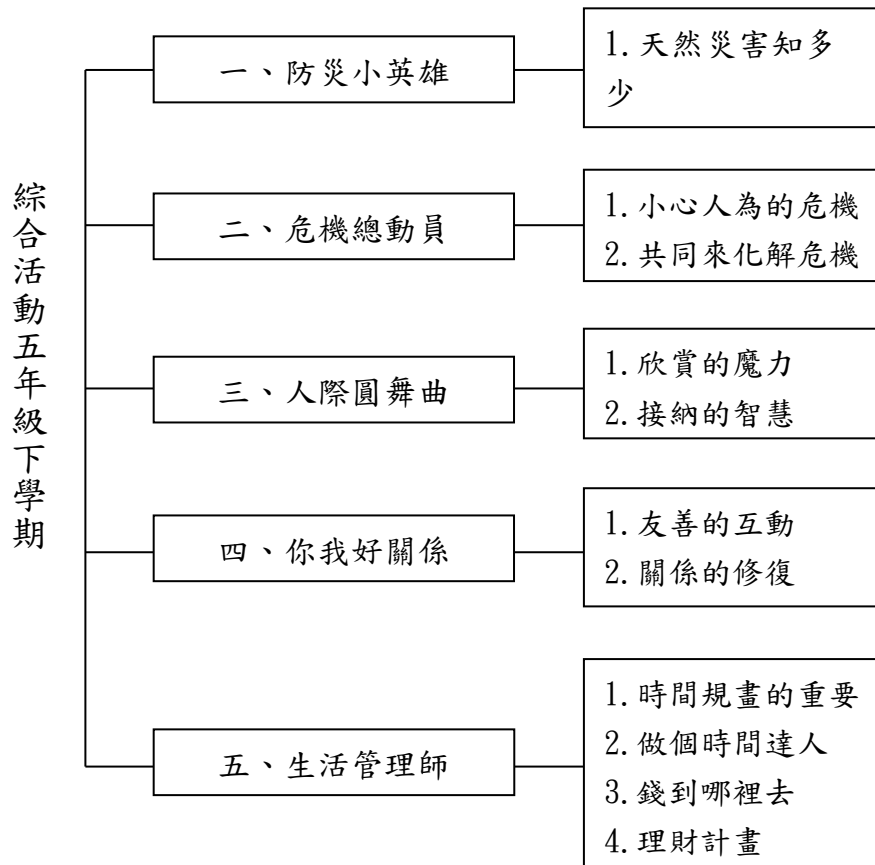 綜合活動五年級下學期
一、防災小英雄
1.天然災害知多
少
二、危機總動員
1.小心人為的危機
2.共同來化解危機
三、人際圓舞曲
1.欣賞的魔力
2.接納的智慧
四、你我好關係
1.友善的互動
2.關係的修復
五、生活管理師
1.時間規畫的重要
2.做個時間達人
3.錢到哪裡去
4.理財計畫